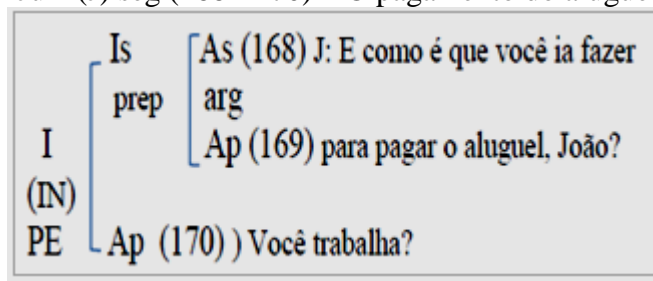 Is As (168) J: E como é que você ia fazer
prep arg
I Ap (169) para pagar o aluguel, João?
(IN)
PE Ap (170) ) Você trabalha?